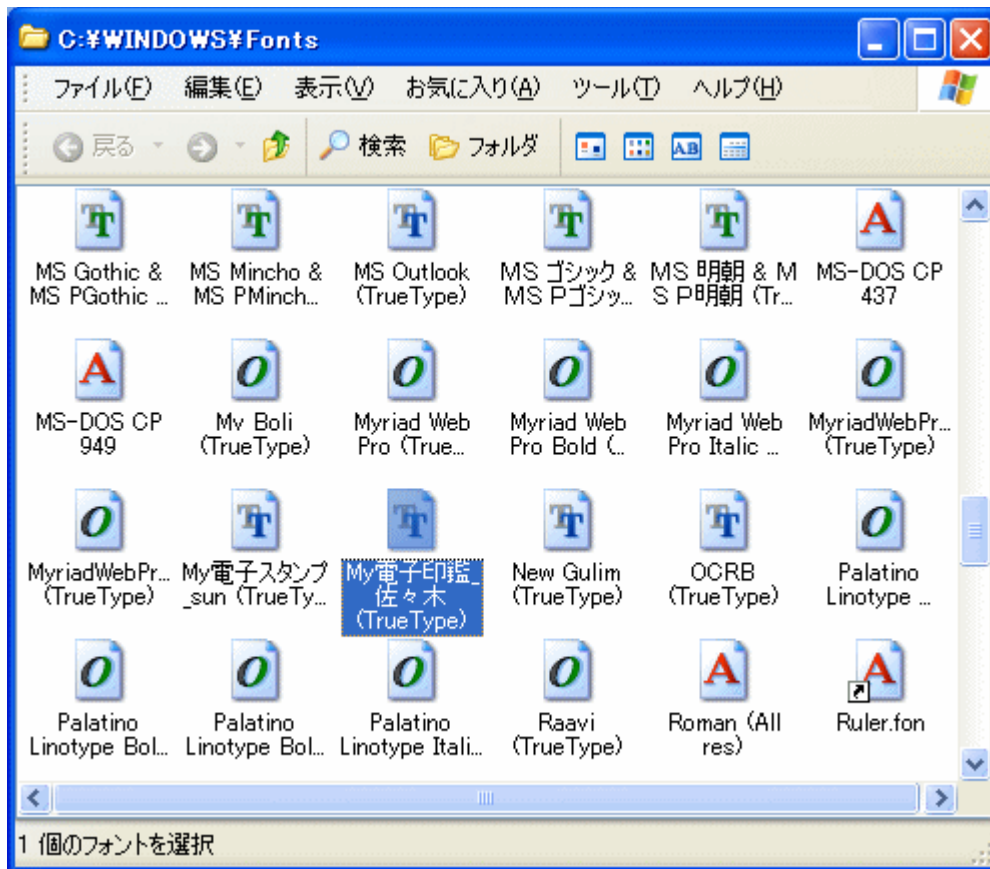 C:¥WINDOWS¥Fonts
ファイル(F) 編集(E) 表示(V) お気に入り(A) ツール(T) ヘルプ(H)
戻る 検索 フォルダ
MS Gothic & MS Mincho & MS Outlook MS ゴシック & MS 明朝 & M MS-DOS CP
MS PGothic ... MS PMinch... (TrueType) MS Pゴシッ... S P明朝 (Tr... 437
MS-DOS CP Mv Boli Myriad Web Myriad Web Myriad Web MyriadWebPr...
949 (TrueType) Pro (True... Pro Bold (... Pro Italic ... (TrueType)
MyriadWebPr... My電子スタンプ My電子印鑑_ New Gulim OCRB Palatino
(TrueType) _sun (TrueTy... 佐々木 (TrueType) (TrueType) Linotype ...
(TrueType)
Palatino Palatino Palatino Raavi Roman (All Ruler.fon
Linotype Bol... Linotype Bol... Linotype Itali... (TrueType) res)
1 個のフォントを選択